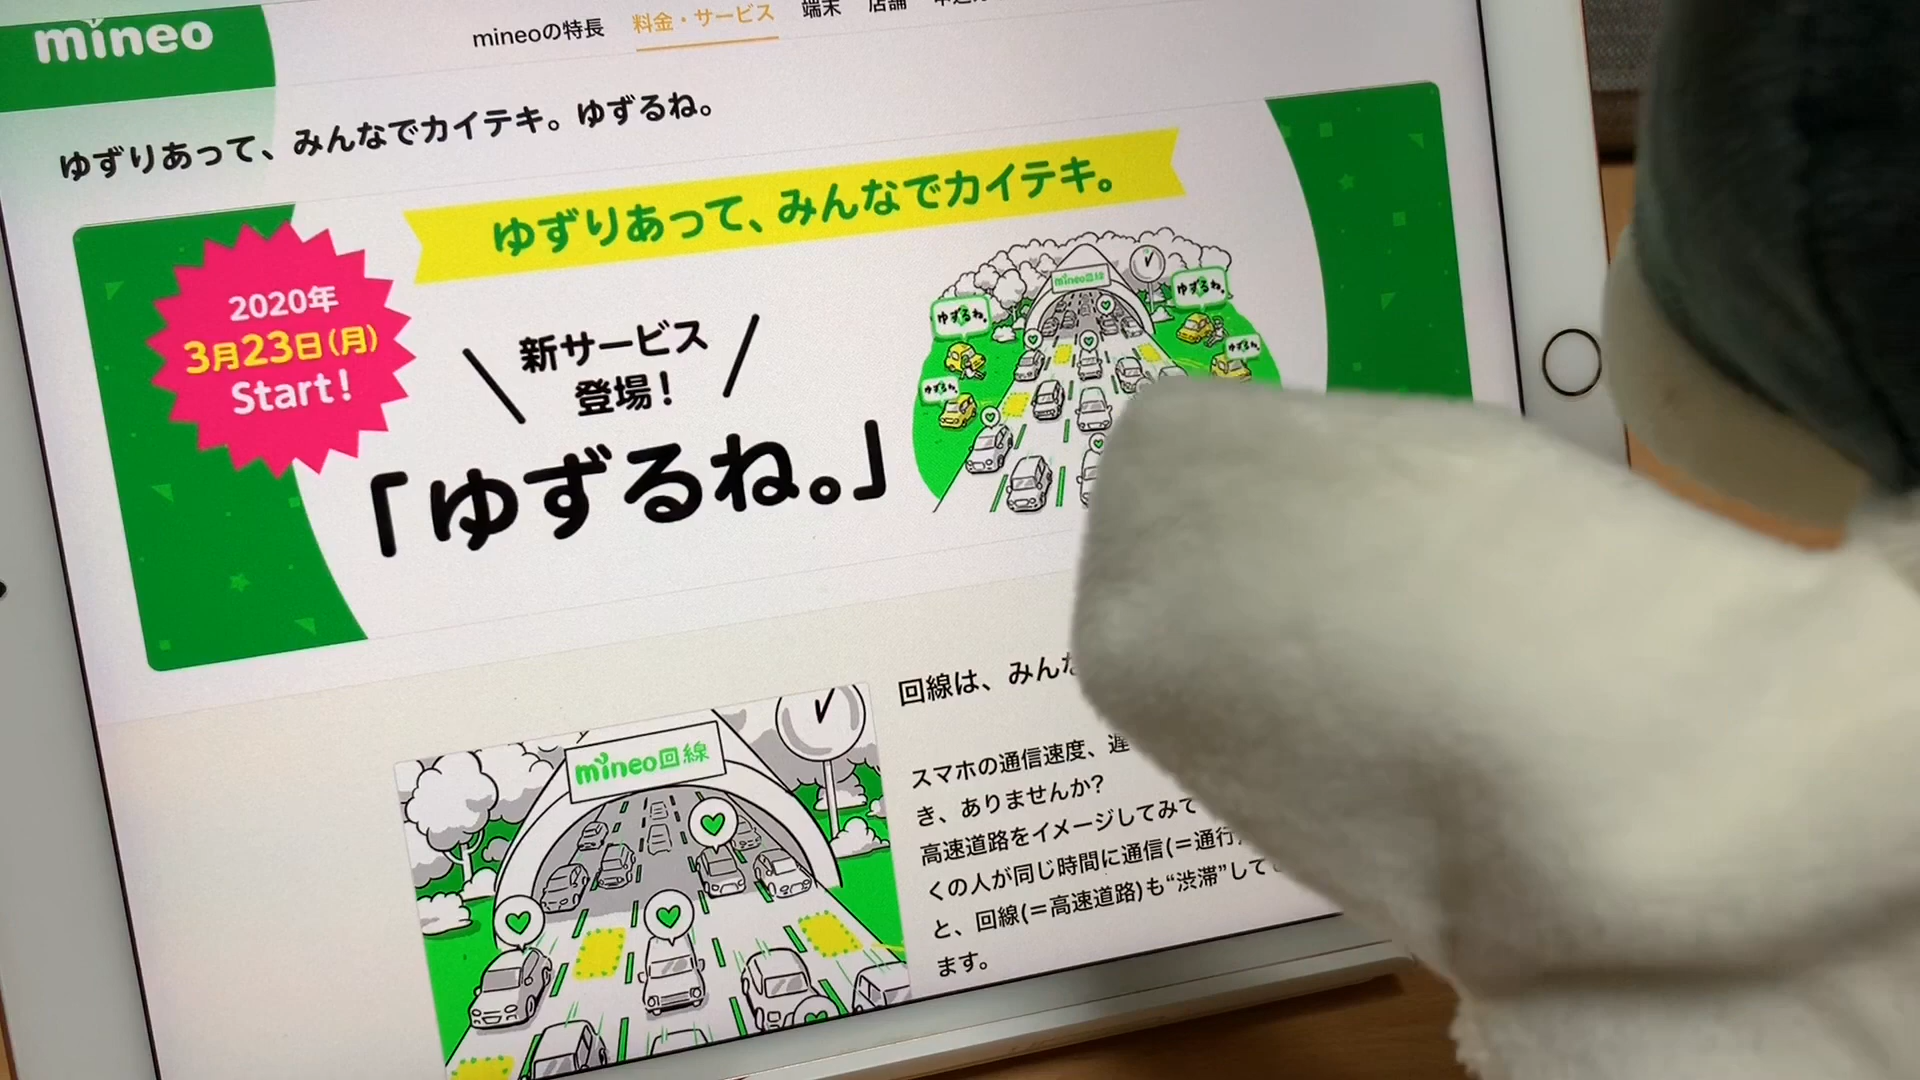 mineo
mineoの特長 料金・サービス 端末 店舗
ゆずりあって、みんなでカイテキ。ゆずるね。
ゆずりあって、みんなでカイテキ。
2020年
3月23日(月)
Start!
新サービス
登場!
「ゆずるね。」
mineo回線
ゆずるね。
ゆずるね。
ゆずるね。
ゆずるね。
mineo回線
回線は、みんな
スマホの通信速度、遅
き、ありませんか?
高速道路をイメージしてみて
くの人が同じ時間に通信(=通行
と、回線(=高速道路)も“渋滞”して
ます。